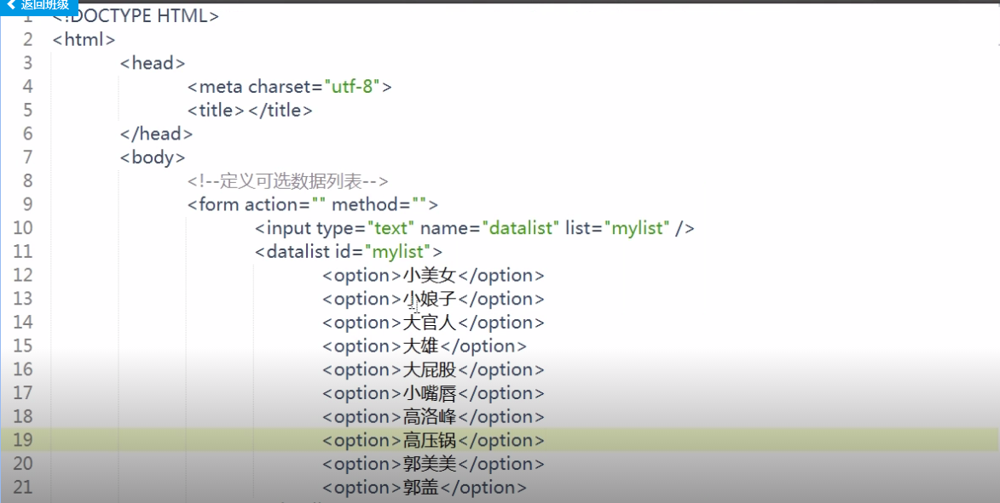 返回班级
1 <!DOCTYPE HTML>
2 <html>
3 <head>
4 <meta charset="utf-8">
5 <title></title>
6 </head>
7 <body>
8 <!--定义可选数据列表-->
9 <form action="" method="">
10 <input type="text" name="datalist" list="mylist" />
11 <datalist id="mylist">
12 <option>小美女</option>
13 <option>小娘子</option>
14 <option>大官人</option>
15 <option>大雄</option>
16 <option>大屁股</option>
17 <option>小嘴唇</option>
18 <option>高洛峰</option>
19 <option>高压锅</option>
20 <option>郭美美</option>
21 <option>郭盖</option>